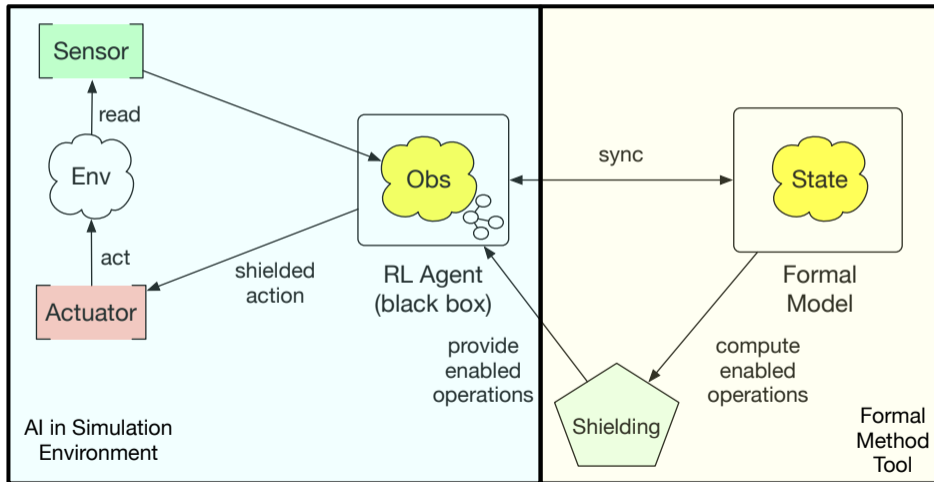 Sensor
read
Env
act
Actuator
shielded
action
Obs
RL Agent
(black box)
sync
State
Formal
Model
provide
enabled
operations
compute
enabled
operations
Shielding
AI in Simulation
Environment
Formal
Method
Tool